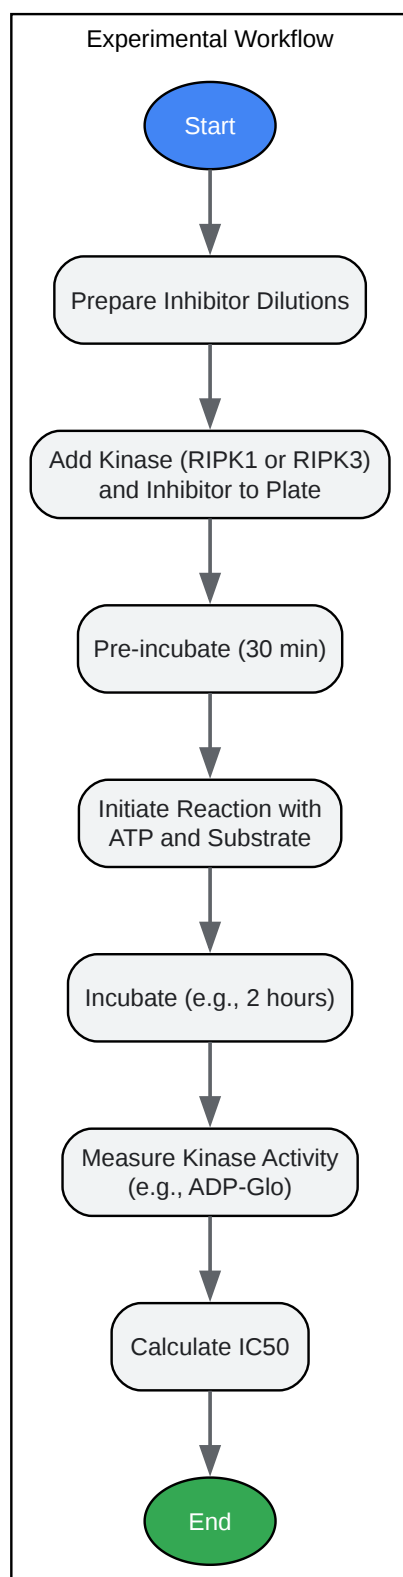 Experimental Workflow
Start
Prepare Inhibitor Dilutions
Add Kinase (RIPK1 or RIPK3)
and Inhibitor to Plate
Pre-incubate (30 min)
Initiate Reaction with
ATP and Substrate
Incubate (e.g., 2 hours)
Measure Kinase Activity
(e.g., ADP-Glo)
Calculate IC50
End